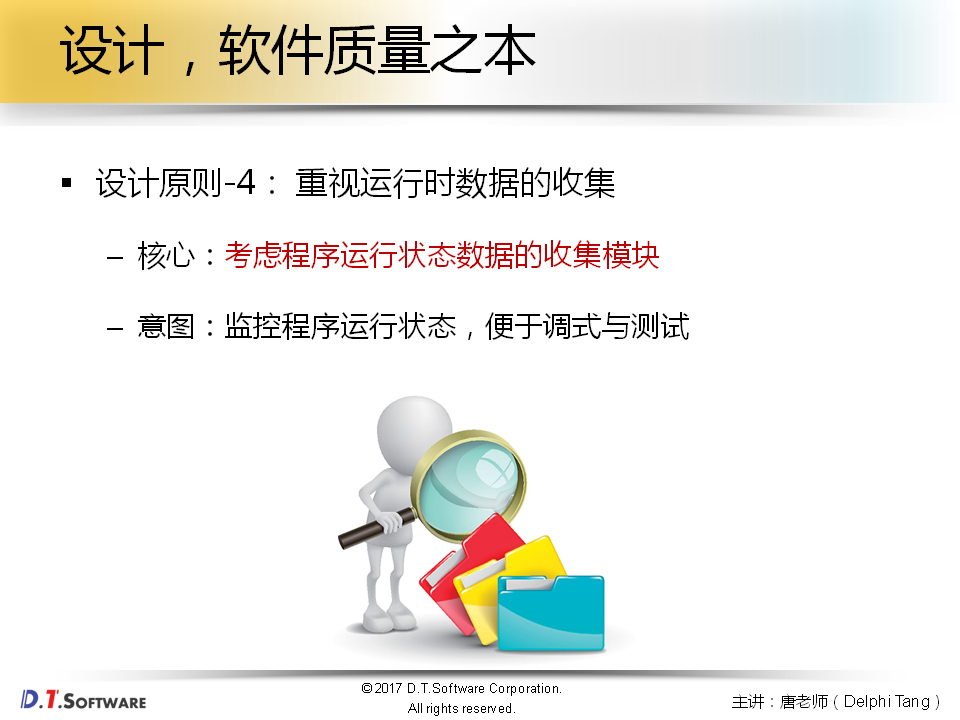 设计，软件质量之本
▪ 设计原则-4： 重视运行时数据的收集
– 核心：考虑程序运行状态数据的收集模块
– 意图：监控程序运行状态，便于调式与测试
D.T.SOFTWARE
©2017 D.T.Software Corporation.
All rights reserved.
主讲：唐老师（Delphi Tang）